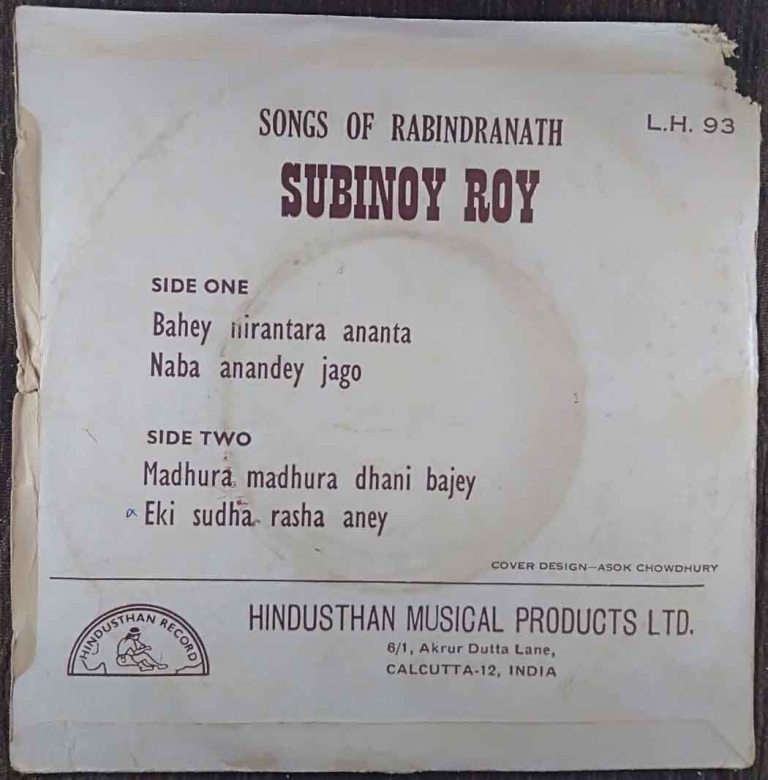 SONGS OF RABINDRANATH
L.H. 93
SUBINOY ROY
SIDE ONE
Bahey nirantara ananta
Naba anandey jago
SIDE TWO
Madhura madhura dhani bajey
Eki sudha rasha aney
COVER DESIGN—ASOK CHOWDHURY
HINDUSTHAN RECORD
HINDUSTHAN MUSICAL PRODUCTS LTD.
6/1, Akrur Dutta Lane,
CALCUTTA-12, INDIA